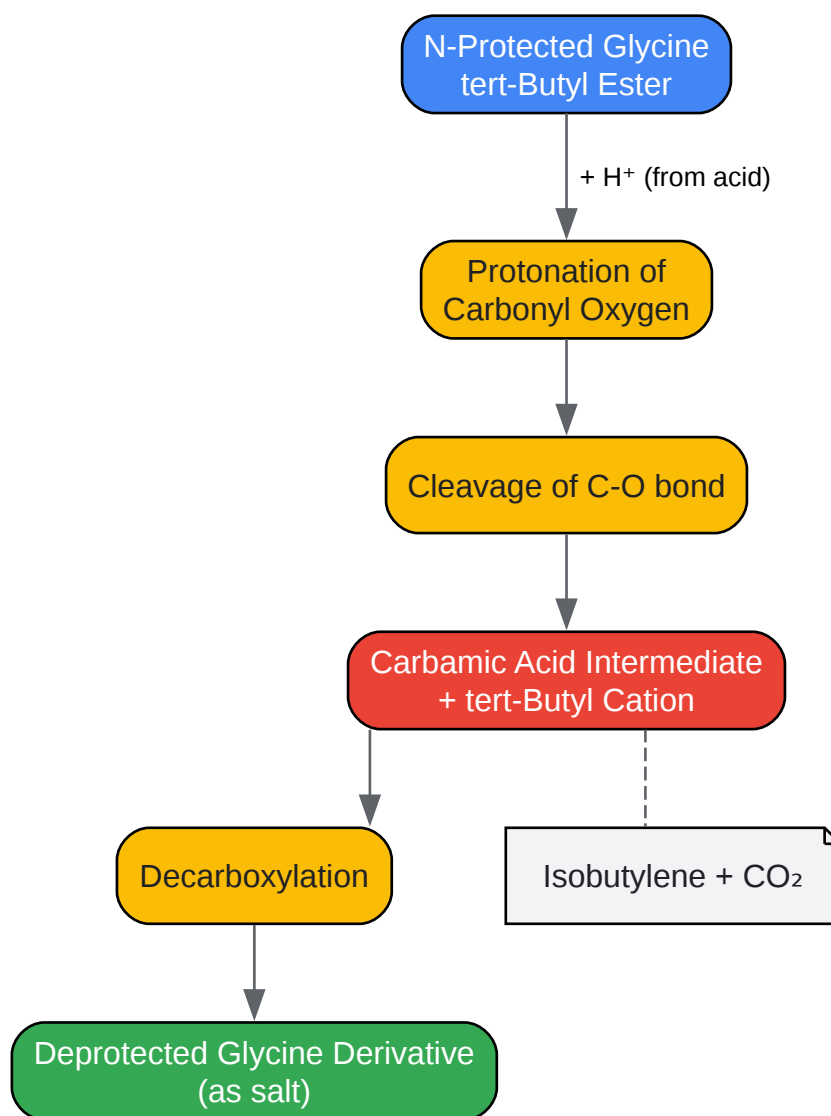 N-Protected Glycine
tert-Butyl Ester
+ H⁺ (from acid)
Protonation of
Carbonyl Oxygen
Cleavage of C-O bond
Carbamic Acid Intermediate
+ tert-Butyl Cation
Decarboxylation
Isobutylene + CO₂
Deprotected Glycine Derivative
(as salt)